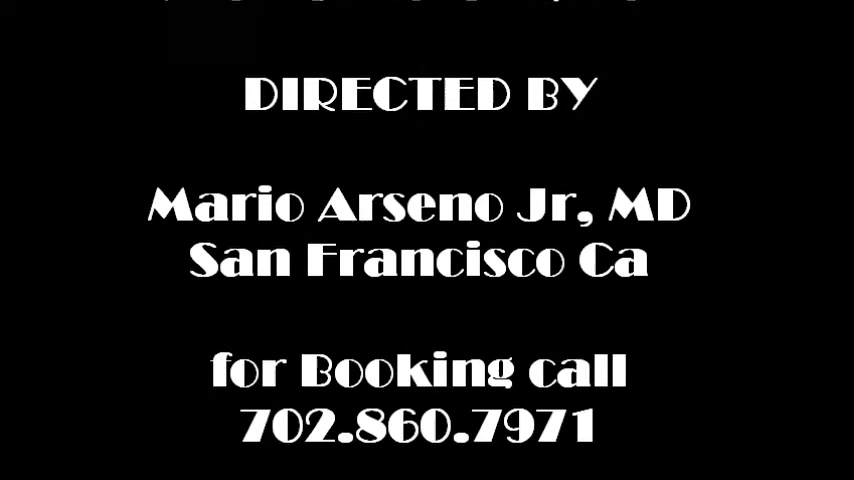 DIRECTED BY
Mario Arseno Jr, MD
San Francisco Ca
for Booking call
702.860.7971